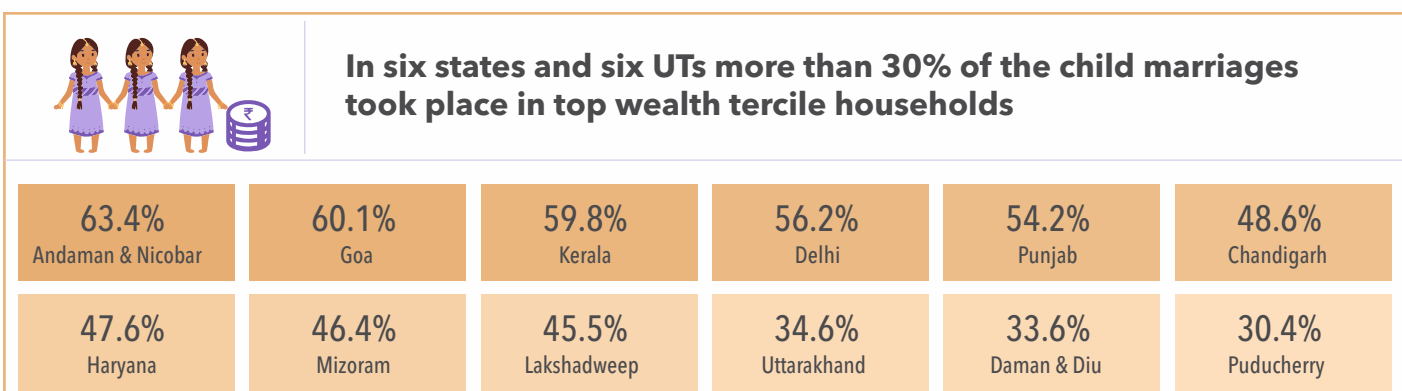 ₹
In six states and six UTs more than 30% of the child marriages
took place in top wealth tercile households
63.4%
Andaman & Nicobar
60.1%
Goa
59.8%
Kerala
56.2%
Delhi
54.2%
Punjab
48.6%
Chandigarh
47.6%
Haryana
46.4%
Mizoram
45.5%
Lakshadweep
34.6%
Uttarakhand
33.6%
Daman & Diu
30.4%
Puducherry